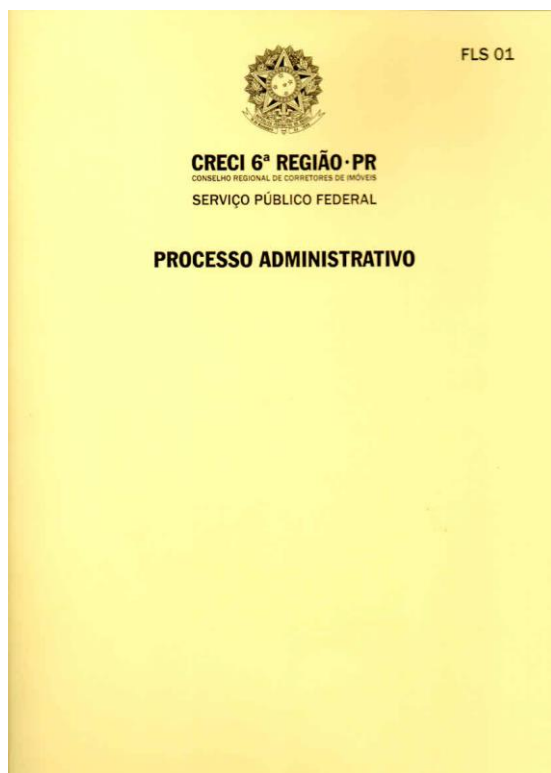 FLS 01
CRECI 6ª REGIÃO·PR
CONSELHO REGIONAL DE CORRETORES DE IMÓVEIS
SERVIÇO PÚBLICO FEDERAL
PROCESSO ADMINISTRATIVO